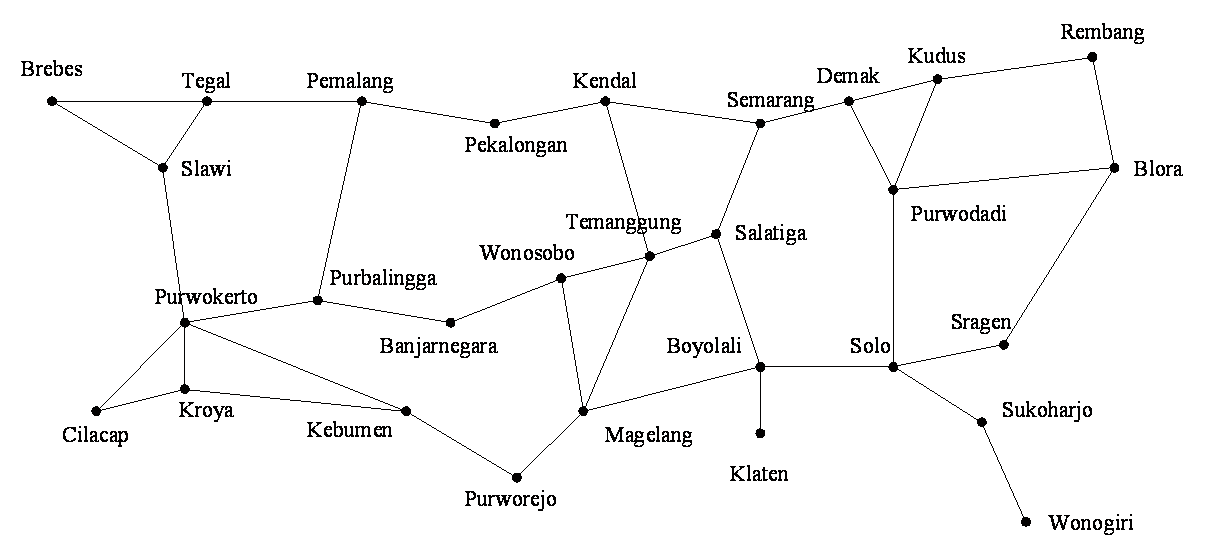 Rembang
Kudus
Brebes
Tegal
Pemalang
Kendal
Demak
Semarang
Pekalongan
Slawi
Blora
Purwodadi
Temanggung
Salatiga
Wonosobo
Purbalingga
Purwokerto
Sragen
Banjarnegara
Boyolali
Solo
Kroya
Sukoharjo
Cilacap
Kebumen
Magelang
Klaten
Purworejo
Wonogiri